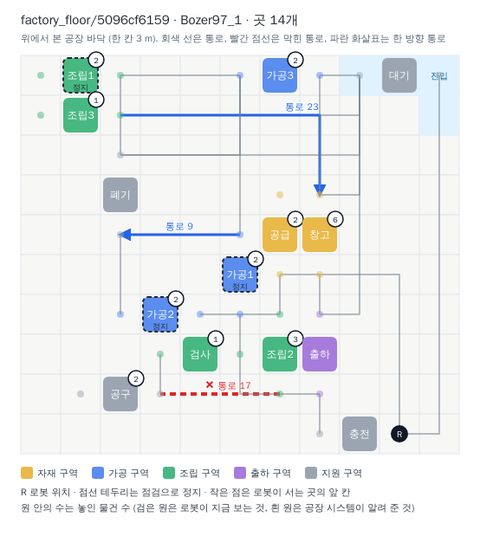 factory_floor/5096cf6159 · Bozer97_1 · 곳 14개
위에서 본 공장 바닥 (한 칸 3 m). 회색 선은 통로, 빨간 점선은 막힌 통로, 파란 화살표는 한 방향 통로
2
조립1
정지
2
가공3
대기
진입
1
조립3
통로 23
폐기
통로 9
2
공급
6
창고
2
가공1
정지
2
가공2
정지
1
검사
3
조립2
출하
2
공구
× 통로 17
충전
R
자재 구역
가공 구역
조립 구역
출하 구역
지원 구역
R 로봇 위치 · 점선 테두리는 점검으로 정지 · 작은 점은 로봇이 서는 곳의 앞 칸
원 안의 수는 놓인 물건 수 (검은 원은 로봇이 지금 보는 것, 흰 원은 공장 시스템이 알려 준 것)